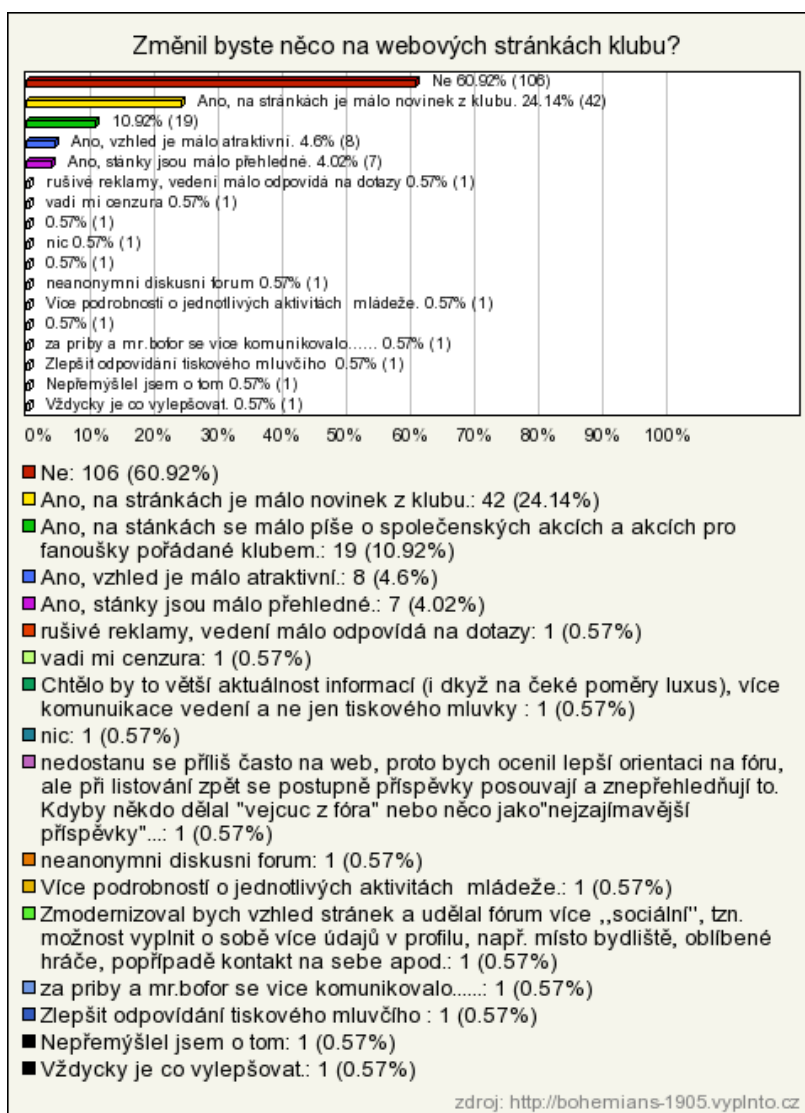 Změnil byste něco na webových stránkách klubu?
Ne 60.92% (106)
Ano, na stránkách je málo novinek z klubu. 24.14% (42)
10.92% (19)
Ano, vzhled je málo atraktivní. 4.6% (8)
Ano, stánky jsou málo přehledné. 4.02% (7)
rušivé reklamy, vedení málo odpovídá na dotazy 0.57% (1)
vadi mi cenzura 0.57% (1)
0.57% (1)
nic 0.57% (1)
0.57% (1)
neanonymni diskusni forum 0.57% (1)
Více podrobností o jednotlivých aktivitách  mládeže. 0.57% (1)
0.57% (1)
za priby a mr.bofor se vice komunikovalo...... 0.57% (1)
Zlepšit odpovídání tiskového mluvčího  0.57% (1)
Nepřemýšlel jsem o tom 0.57% (1)
Vždycky je co vylepšovat. 0.57% (1)
0% 10% 20% 30% 40% 50% 60% 70% 80% 90% 100%
Ne: 106 (60.92%)
Ano, na stránkách je málo novinek z klubu.: 42 (24.14%)
Ano, na stánkách se málo píše o společenských akcích a akcích pro
fanoušky pořádané klubem.: 19 (10.92%)
Ano, vzhled je málo atraktivní.: 8 (4.6%)
Ano, stánky jsou málo přehledné.: 7 (4.02%)
rušivé reklamy, vedení málo odpovídá na dotazy: 1 (0.57%)
vadi mi cenzura: 1 (0.57%)
Chtělo by to větší aktuálnost informací (i dkyž na čeké poměry luxus), více
komunuikace vedení a ne jen tiskového mluvky : 1 (0.57%)
nic: 1 (0.57%)
nedostanu se příliš často na web, proto bych ocenil lepší orientaci na fóru,
ale při listování zpět se postupně příspěvky posouvají a znepřehledňují to.
Kdyby někdo dělal "vejcuc z fóra" nebo něco jako"nejzajímavější
příspěvky"...: 1 (0.57%)
neanonymni diskusni forum: 1 (0.57%)
Více podrobností o jednotlivých aktivitách  mládeže.: 1 (0.57%)
Zmodernizoval bych vzhled stránek a udělal fórum více ,,sociální", tzn.
možnost vyplnit o sobě více údajů v profilu, např. místo bydliště, oblíbené
hráče, popřípadě kontakt na sebe apod.: 1 (0.57%)
za priby a mr.bofor se vice komunikovalo......: 1 (0.57%)
Zlepšit odpovídání tiskového mluvčího : 1 (0.57%)
Nepřemýšlel jsem o tom: 1 (0.57%)
Vždycky je co vylepšovat.: 1 (0.57%)
zdroj: http://bohemians-1905.vyplnto.cz